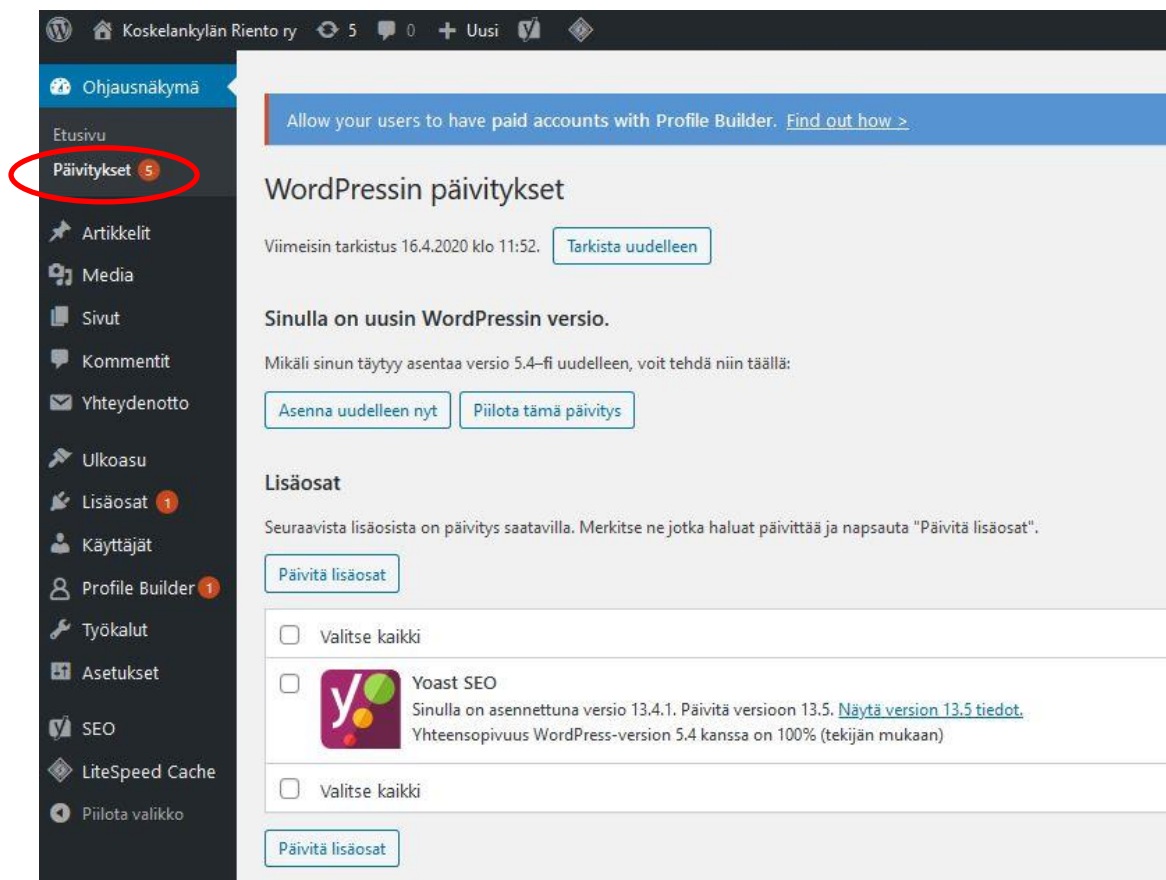 Koskelankylän Riento ry 5 0 + Uusi
Ohjausnäkymä
Etusivu
Päivitykset 5
Artikkelit
Media
Sivut
Kommentit
Yhteydenotto
Ulkoasu
Lisäosat 1
Käyttäjät
Profile Builder 1
Työkalut
Asetukset
SEO
LiteSpeed Cache
Piilota valikko
Allow your users to have paid accounts with Profile Builder. Find out how >
WordPressin päivitykset
Viimeisin tarkistus 16.4.2020 klo 11:52. Tarkista uudelleen
Sinulla on uusin WordPressin versio.
Mikäli sinun täytyy asentaa versio 5.4–fi uudelleen, voit tehdä niin täällä:
Asenna uudelleen nyt Piilota tämä päivitys
Lisäosat
Seuraavista lisäosista on päivitys saatavilla. Merkitse ne jotka haluat päivittää ja napsauta "Päivitä lisäosat".
Päivitä lisäosat
Valitse kaikki
Yoast SEO
Sinulla on asennettuna versio 13.4.1. Päivitä versioon 13.5. Näytä version 13.5 tiedot.
Yhteensopivuus WordPress-version 5.4 kanssa on 100% (tekijän mukaan)
Valitse kaikki
Päivitä lisäosat